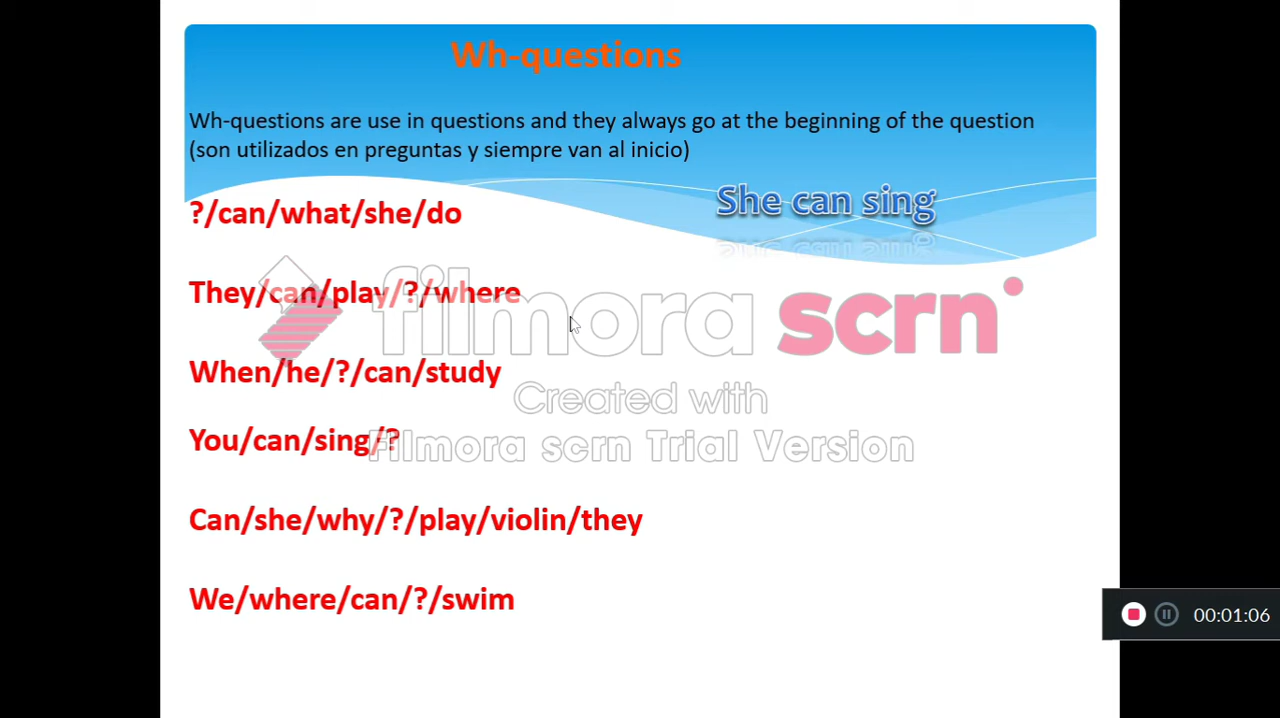 Wh-questions
Wh-questions are use in questions and they always go at the beginning of the question
(son utilizados en preguntas y siempre van al inicio)
She can sing
?/can/what/she/do
They/can/play/?/where
filmora scrn
When/he/?/can/study
Created with
You/can/sing/?
Filmora scrn Trial Version
Can/she/why/?/play/violin/they
We/where/can/?/swim
00:01:06